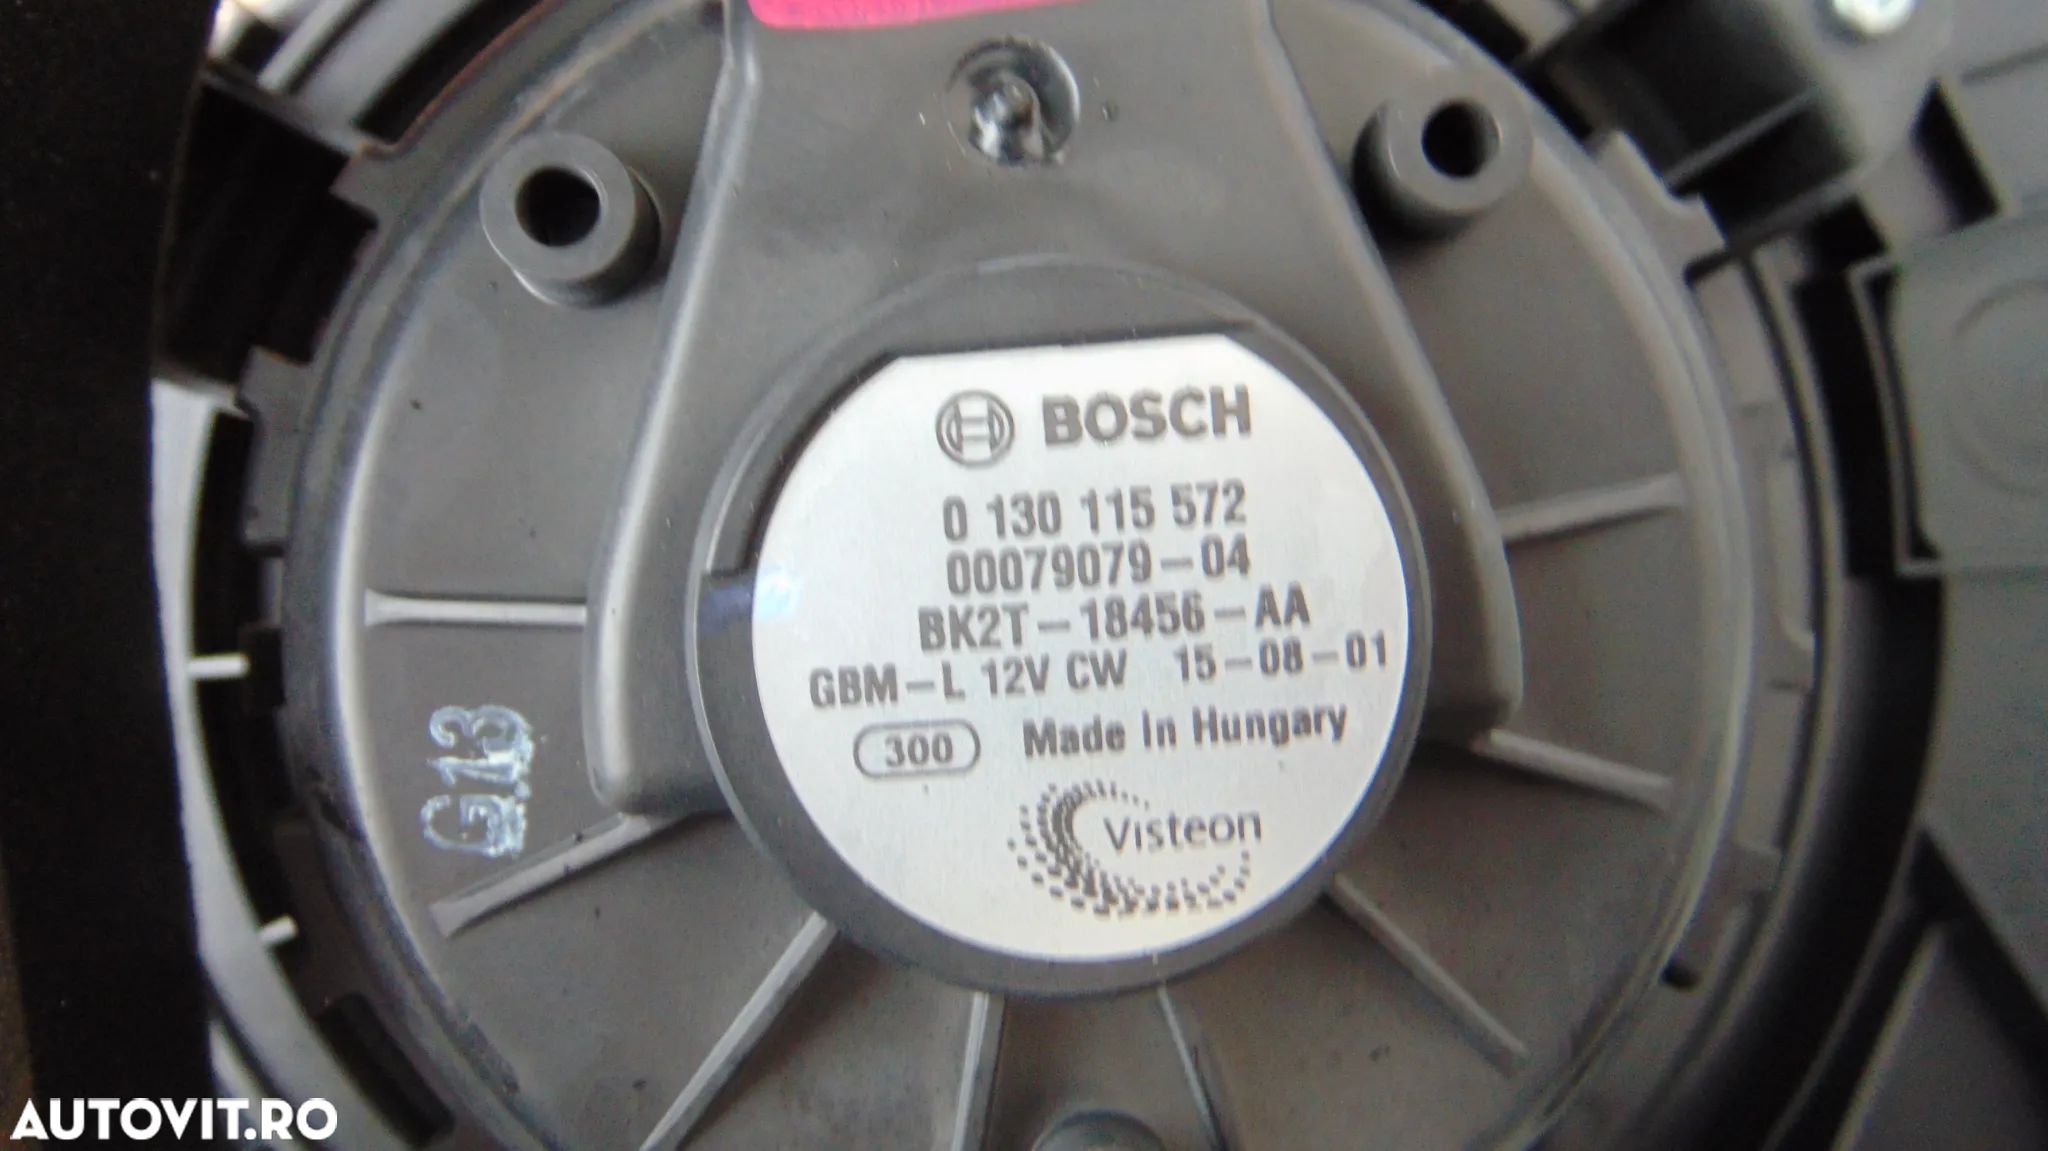 BOSCH
0 130 115 572
00079079-04
BK2T-18456-AA
GBM-L 12V CW 15-08-01
300 Made in Hungary
Visteon
G13
AUTOVIT.RO